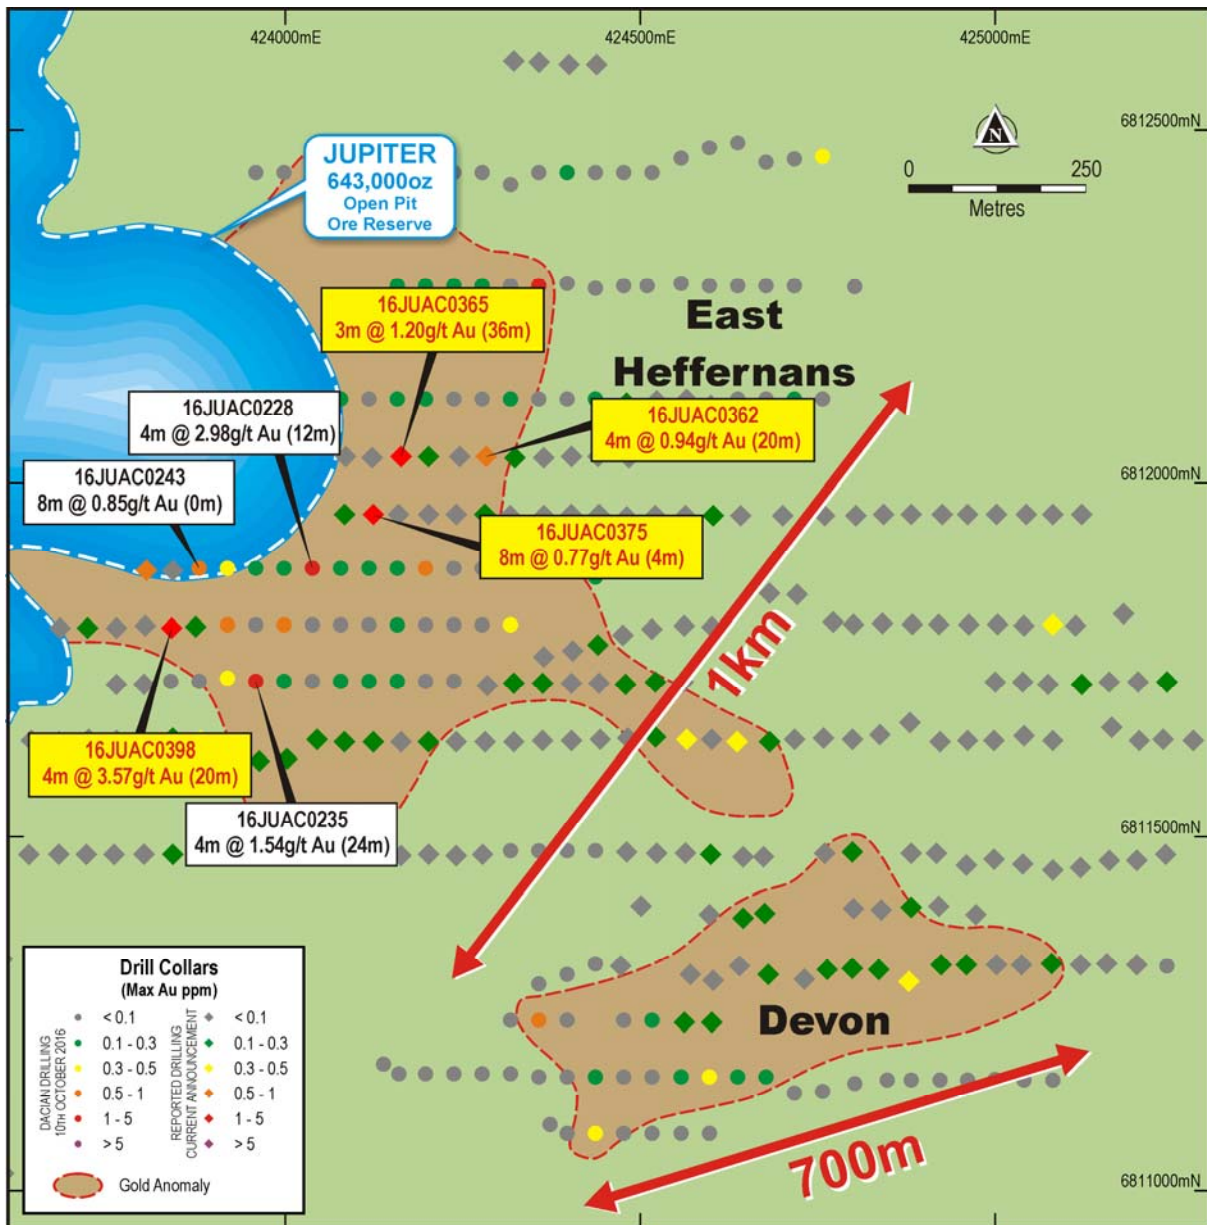 424000mE
424500mE
425000mE
6812500mN
N
0
250
Metres
JUPITER
643,000oz
Open Pit
Ore Reserve
East
Heffernans
16JUAC0365
3m @ 1.20g/t Au (36m)
16JUAC0228
4m @ 2.98g/t Au (12m)
16JUAC0362
4m @ 0.94g/t Au (20m)
16JUAC0243
8m @ 0.85g/t Au (0m)
6812000mN
16JUAC0375
8m @ 0.77g/t Au (4m)
1km
16JUAC0398
4m @ 3.57g/t Au (20m)
16JUAC0235
4m @ 1.54g/t Au (24m)
6811500mN
Devon
700m
6811000mN
Drill Collars
(Max Au ppm)
DACIAN DRILLING
10TH OCTOBER 2016
< 0.1
0.1 - 0.3
0.3 - 0.5
0.5 - 1
1 - 5
> 5
REPORTED DRILLING
CURRENT ANNOUNCEMENT
< 0.1
0.1 - 0.3
0.3 - 0.5
0.5 - 1
1 - 5
> 5
Gold Anomaly